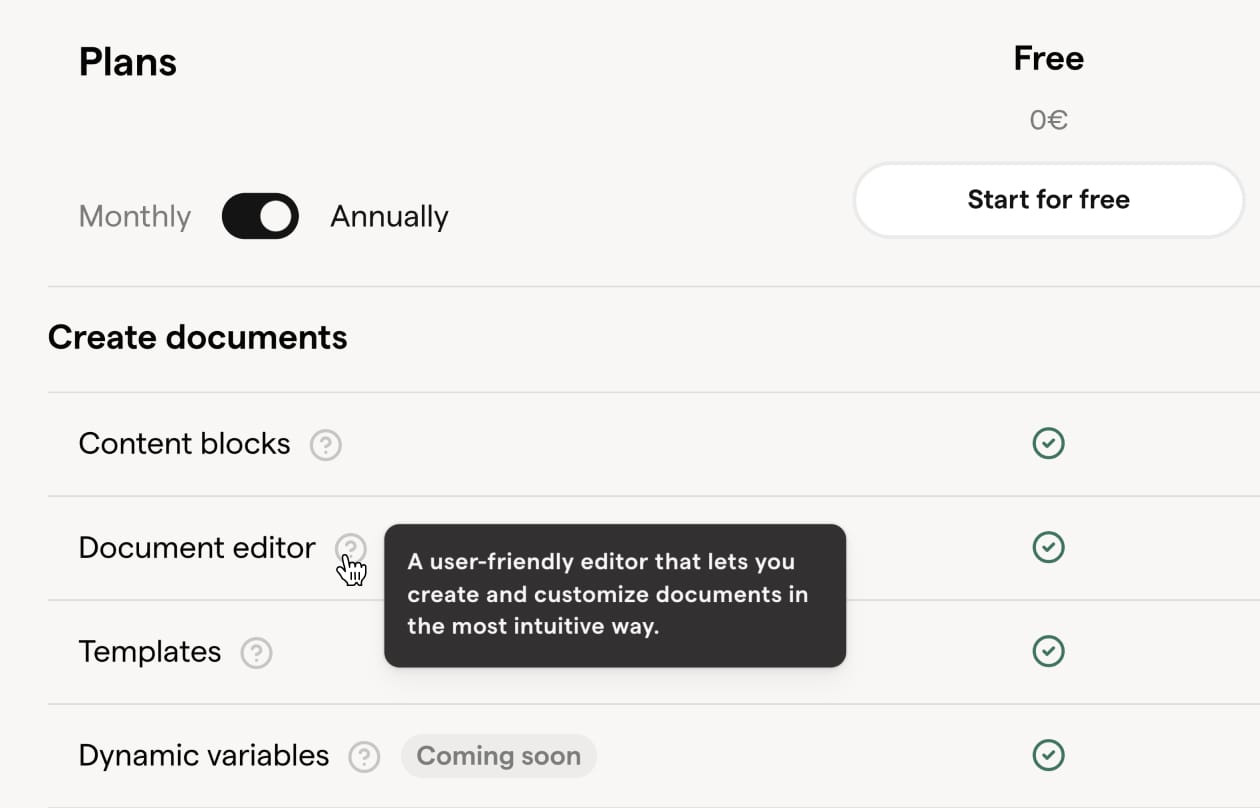 Plans
Free
0€
Monthly
Annually
Start for free
Create documents
Content blocks ?
Document editor ?
A user-friendly editor that lets you
create and customize documents in
the most intuitive way.
Templates ?
Dynamic variables ? Coming soon